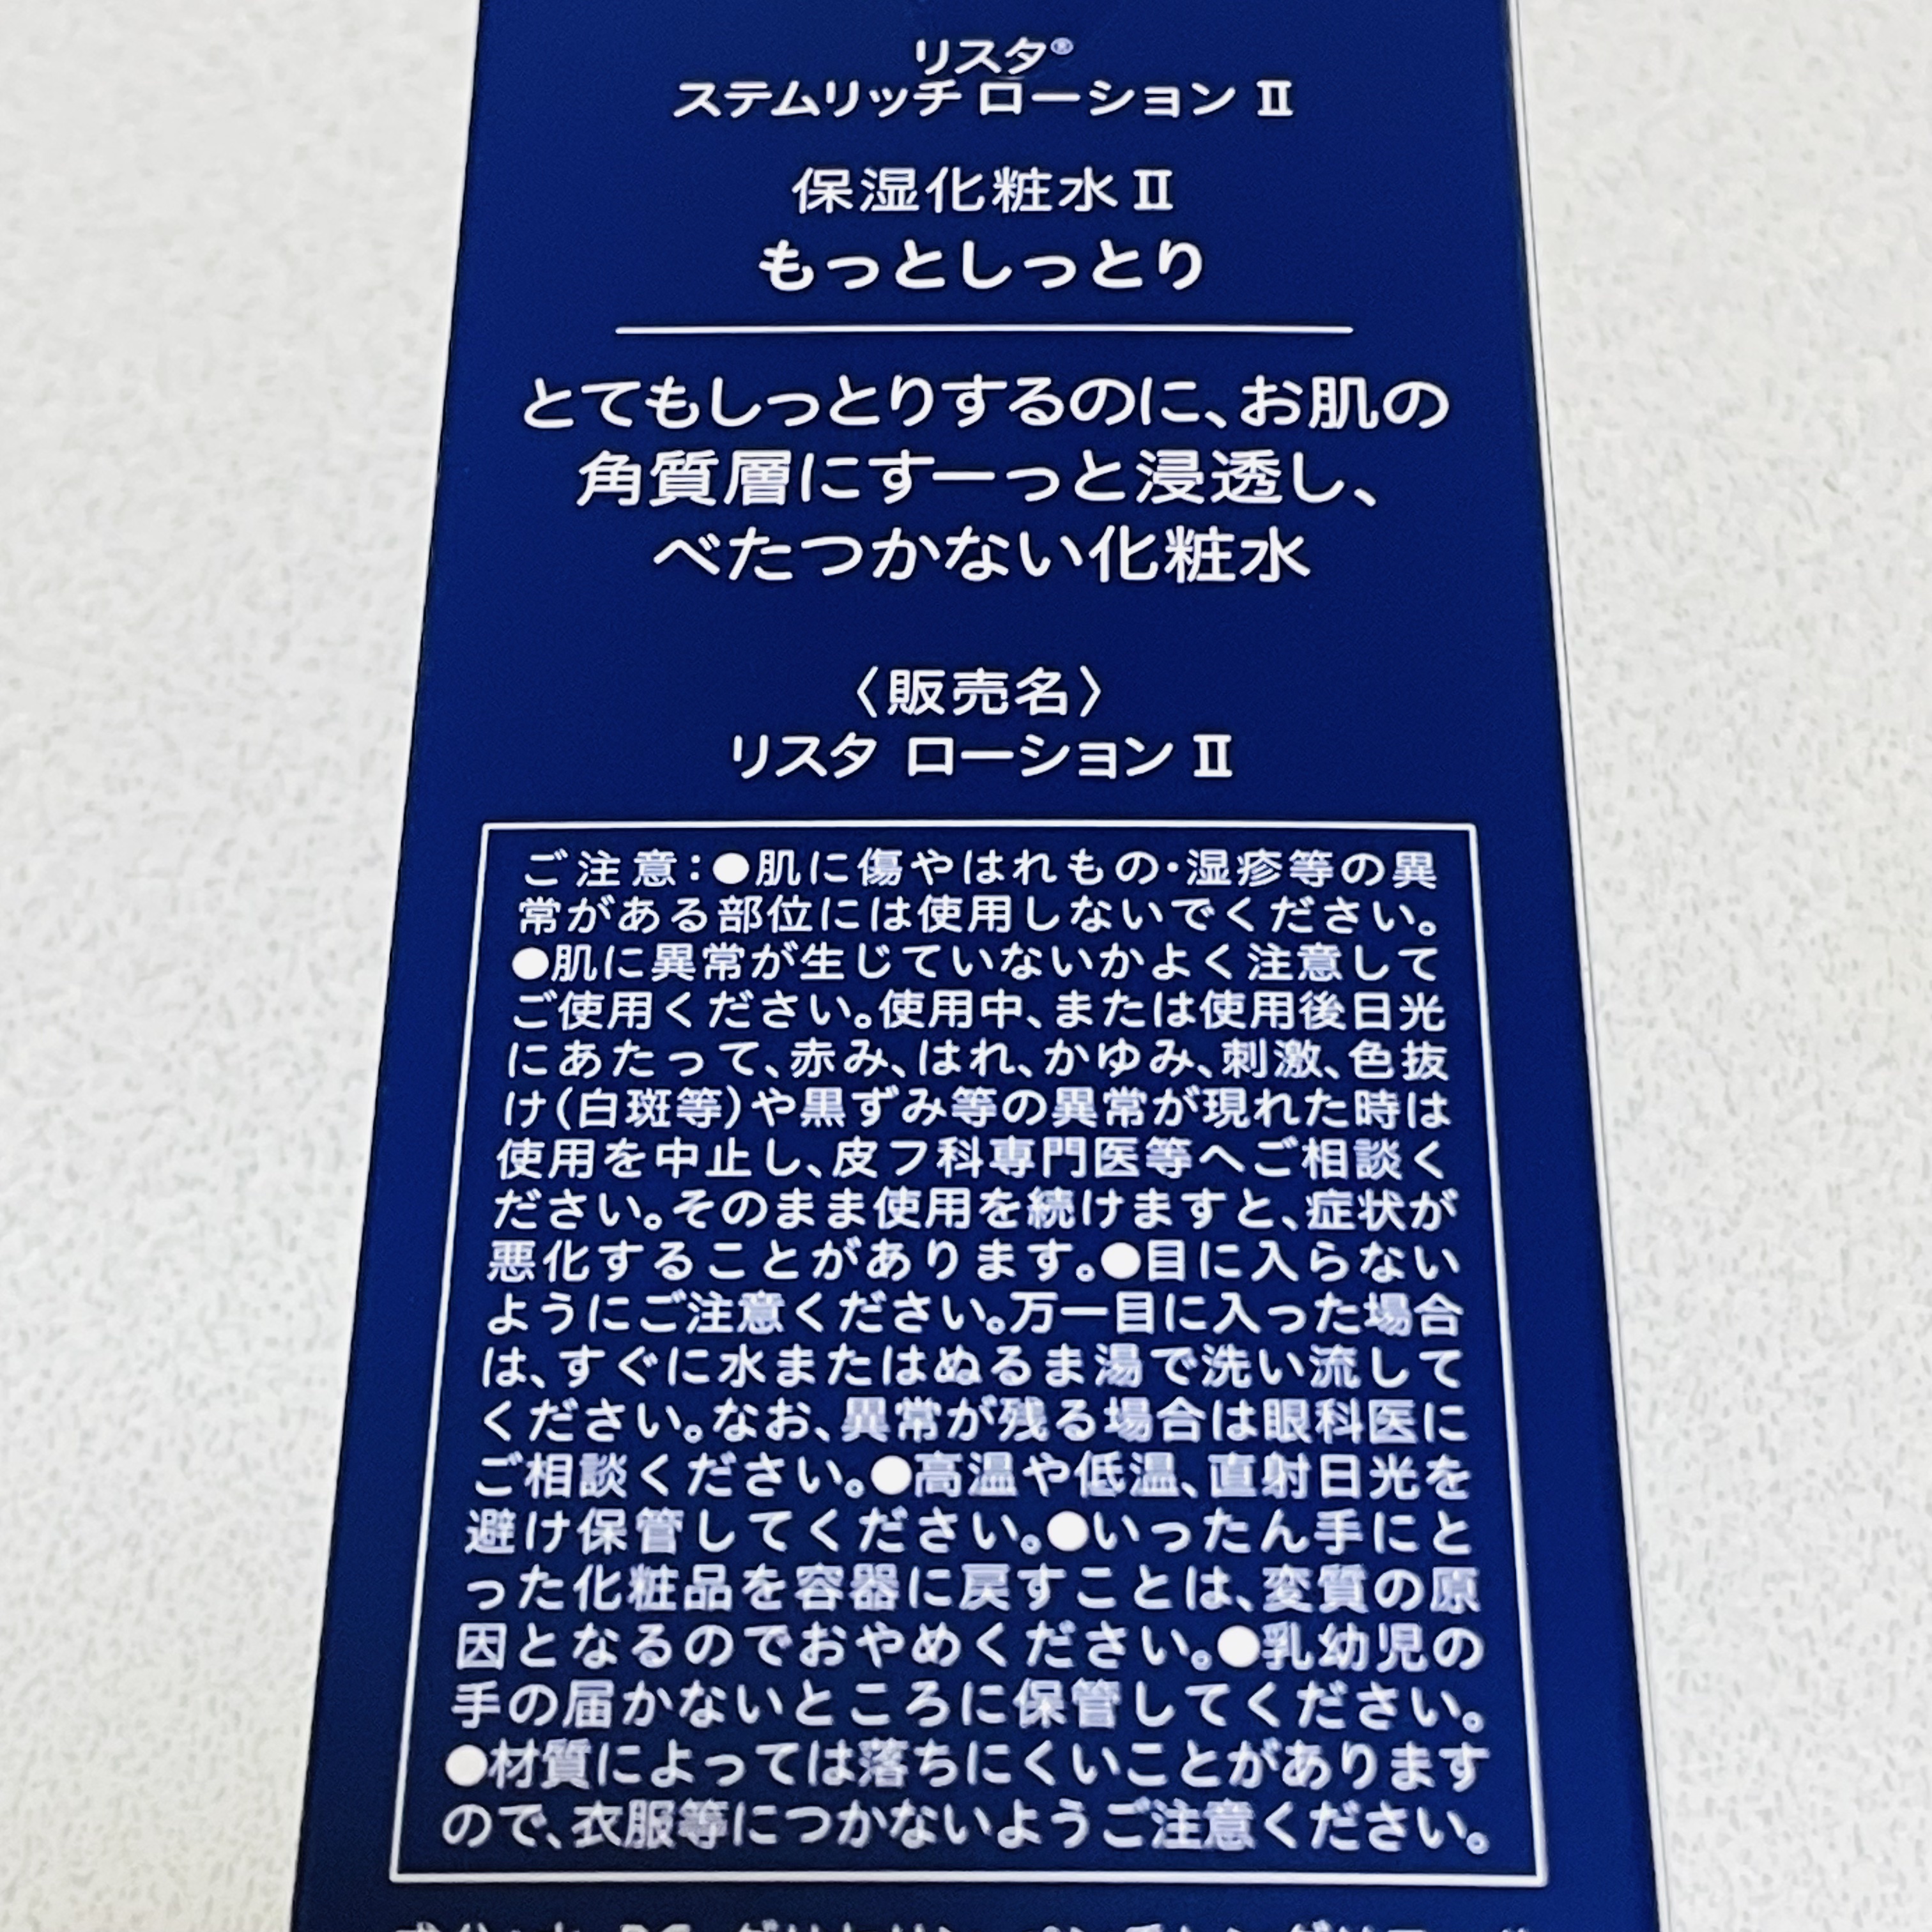 リスタ®
ステムリッチ ローション Ⅱ
保湿化粧水Ⅱ
もっとしっとり
とてもしっとりするのに、お肌の
角質層にすーっと浸透し、
べたつかない化粧水
〈販売名〉
リスタ ローション Ⅱ
ご注意：●肌に傷やはれもの・湿疹等の異
常がある部位には使用しないでください。
●肌に異常が生じていないかよく注意して
ご使用ください。使用中、または使用後日光
にあたって、赤み、はれ、かゆみ、刺激、色抜
け(白斑等)や黒ずみ等の異常が現れた時は
使用を中止し、皮フ科専門医等へご相談く
ださい。そのまま使用を続けますと、症状が
悪化することがあります。●目に入らない
ようにご注意ください。万一目に入った場合
は、すぐに水またはぬるま湯で洗い流して
ください。なお、異常が残る場合は眼科医に
ご相談ください。●高温や低温、直射日光を
避け保管してください。●いったん手にと
った化粧品を容器に戻すことは、変質の原
因となるのでおやめください。●乳幼児の
手の届かないところに保管してください。
●材質によっては落ちにくいことがあります
ので、衣服等につかないようご注意ください。